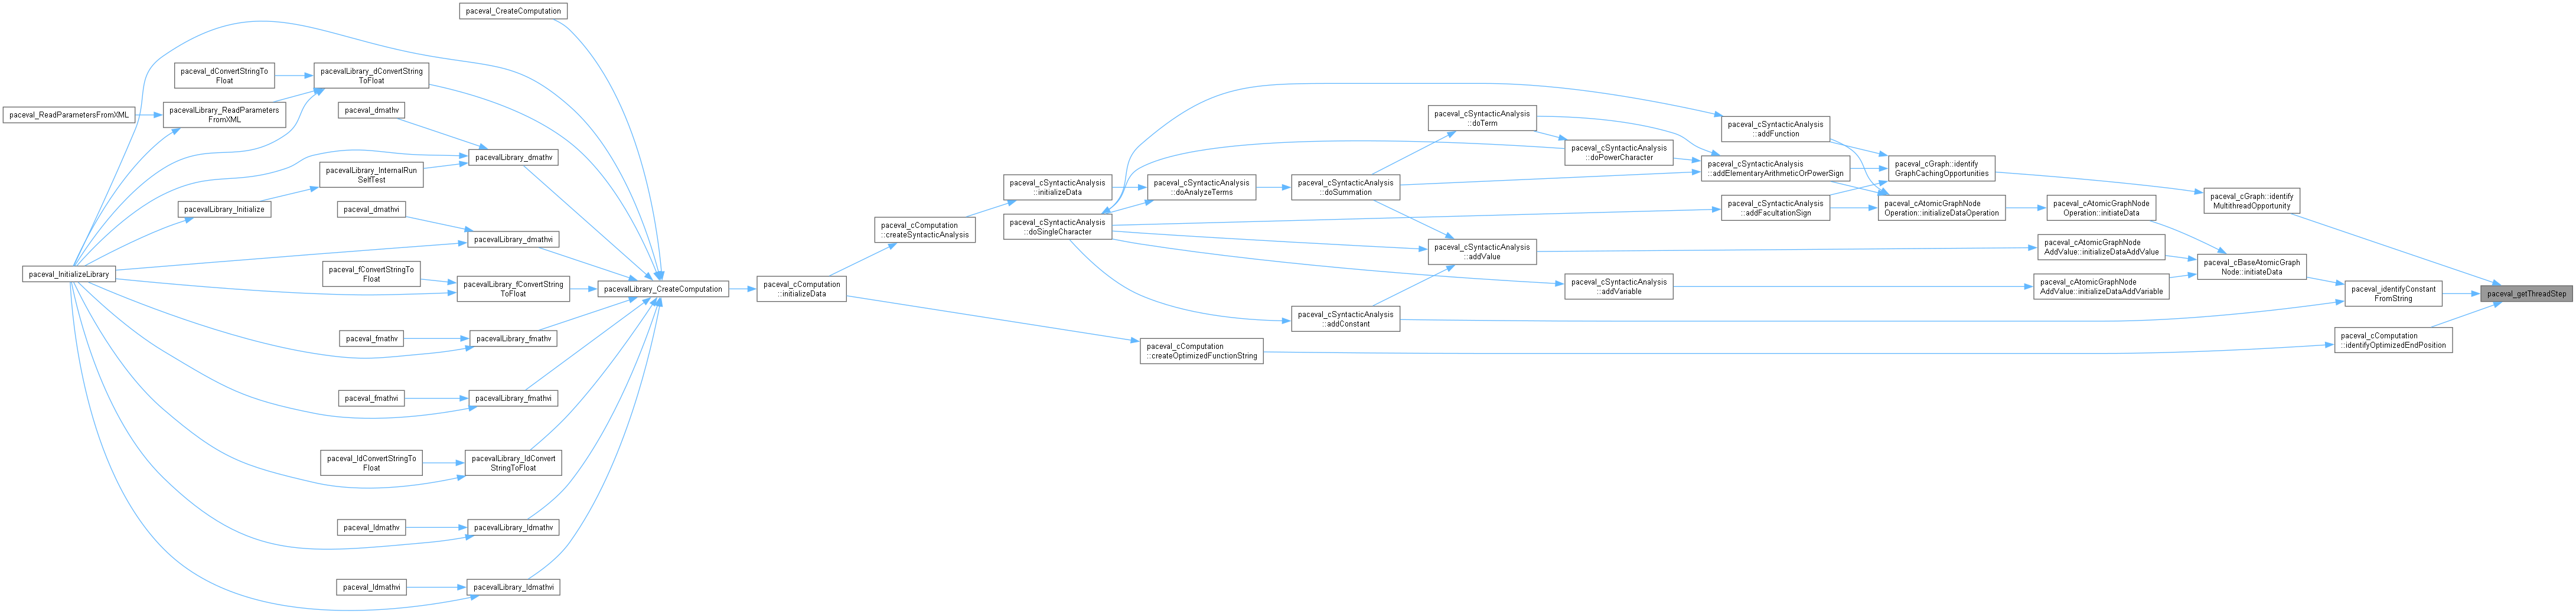 paceval_CreateComputation
paceval_dConvertStringTo
Float
pacevalLibrary_dConvertString
ToFloat
paceval_ReadParametersFromXML
pacevalLibrary_ReadParameters
FromXML
paceval_dmathv
pacevalLibrary_dmathv
pacevalLibrary_InternalRun
SelfTest
pacevalLibrary_Initialize
paceval_dmathvi
pacevalLibrary_dmathvi
paceval_InitializeLibrary
paceval_fConvertStringTo
Float
pacevalLibrary_fConvertString
ToFloat
pacevalLibrary_CreateComputation
paceval_fmathv
pacevalLibrary_fmathv
paceval_fmathvi
pacevalLibrary_fmathvi
paceval_ldConvertStringTo
Float
pacevalLibrary_ldConvert
StringToFloat
paceval_ldmathv
pacevalLibrary_ldmathv
paceval_ldmathvi
pacevalLibrary_ldmathvi
paceval_cComputation
::initializeData
paceval_cComputation
::createSyntacticAnalysis
paceval_cSyntacticAnalysis
::initializeData
paceval_cSyntacticAnalysis
::doSingleCharacter
paceval_cSyntacticAnalysis
::doAnalyzeTerms
paceval_cComputation
::createOptimizedFunctionString
paceval_cSyntacticAnalysis
::doSummation
paceval_cSyntacticAnalysis
::addConstant
paceval_cSyntacticAnalysis
::doTerm
paceval_cSyntacticAnalysis
::addValue
paceval_cSyntacticAnalysis
::doPowerCharacter
paceval_cSyntacticAnalysis
::addVariable
paceval_cSyntacticAnalysis
::addFunction
paceval_cSyntacticAnalysis
::addElementaryArithmeticOrPowerSign
paceval_cSyntacticAnalysis
::addFacultationSign
paceval_cGraph::identify
GraphCachingOpportunities
paceval_cAtomicGraphNode
Operation::initializeDataOperation
paceval_cAtomicGraphNode
Operation::initiateData
paceval_cAtomicGraphNode
AddValue::initializeDataAddValue
paceval_cAtomicGraphNode
AddValue::initializeDataAddVariable
paceval_cGraph::identify
MultithreadOpportunity
paceval_cBaseAtomicGraph
Node::initiateData
paceval_identifyConstant
FromString
paceval_cComputation
::identifyOptimizedEndPosition
paceval_getThreadStep